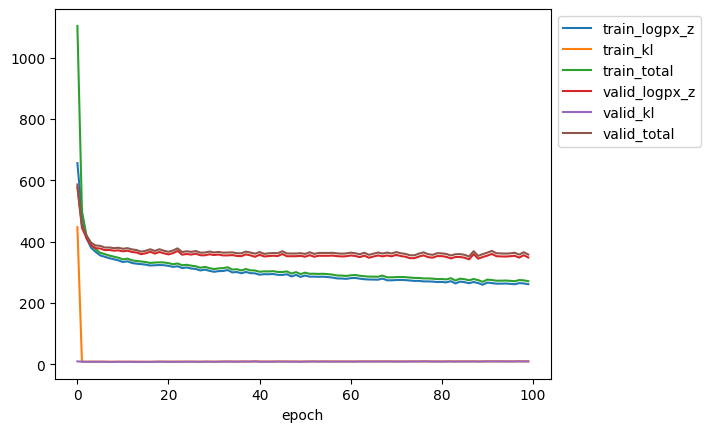 1000
800
600
400
200
0
0 20 40 60 80 100
epoch
train_logpx_z
train_kl
train_total
valid_logpx_z
valid_kl
valid_total